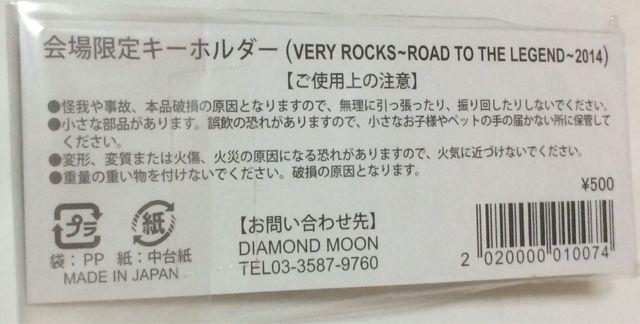 会場限定キーホルダー(VERY ROCKS~ROAD TO THE LEGEND~2014)
【ご使用上の注意】
●怪我や事故、本品破損の原因となりますので、無理に引っ張ったり、振り回したりしないでください。
●小さな部品があります。誤飲の恐れがありますので、小さなお子様やペットの手の届かない所に保管して
ください。
●変形、変質または火傷、火災の原因になる恐れがありますので、火気に近づけないでください。
●重量の重い物を付けないでください。破損の原因となります。
¥500
プラ 紙
袋：PP 紙：中台紙
MADE IN JAPAN
【お問い合わせ先】
DIAMOND MOON
TEL03-3587-9760
2 020000 010074